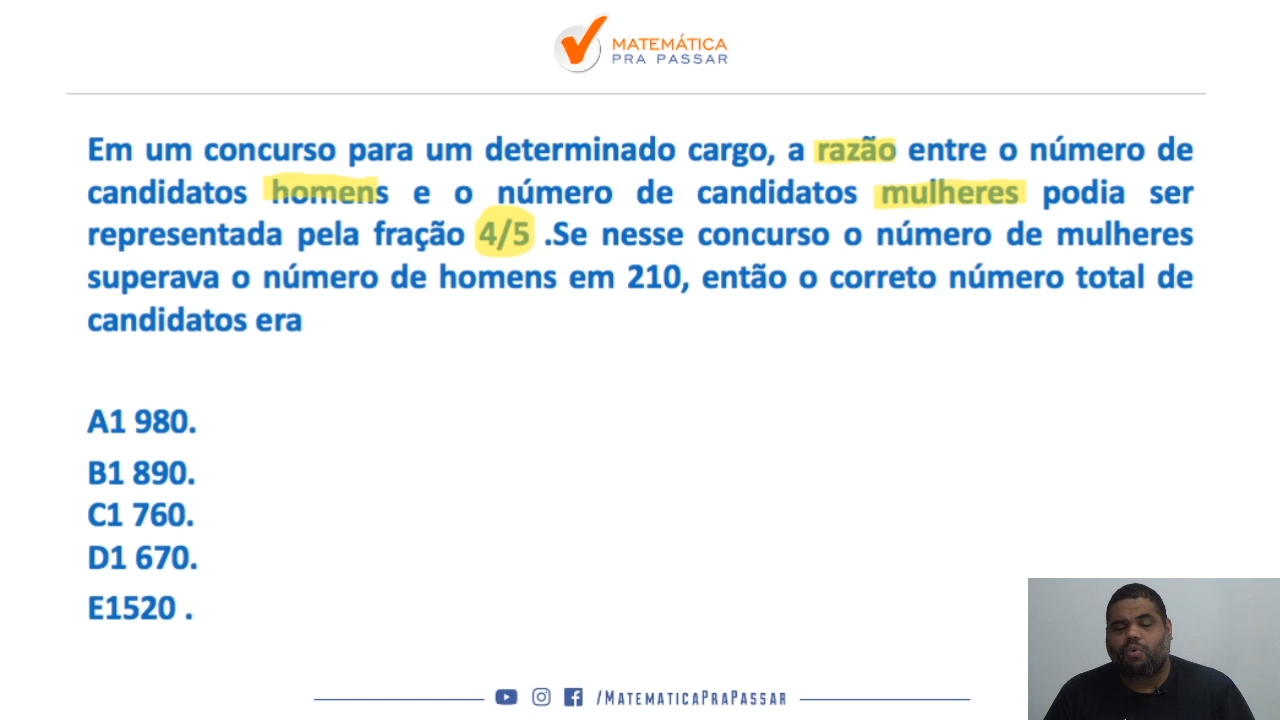 MATEMÁTICA
PRA PASSAR
Em um concurso para um determinado cargo, a razão entre o número de
candidatos homens e o número de candidatos mulheres podia ser
representada pela fração 4/5 .Se nesse concurso o número de mulheres
superava o número de homens em 210, então o correto número total de
candidatos era
A1 980.
B1 890.
C1 760.
D1 670.
E1520 .
/MATEMATICAPRAPASSAR